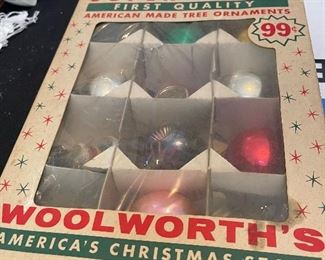 FIRST QUALITY
AMERICAN MADE TREE ORNAMENTS
99¢
WOOLWORTH'S
AMERICA'S CHRISTMAS